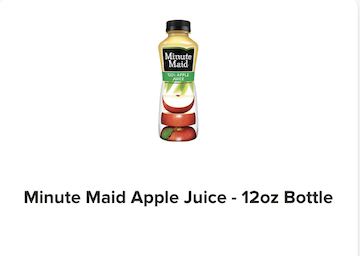 Minute
Maid
100% APPLE
JUICE
Minute Maid Apple Juice - 12oz Bottle